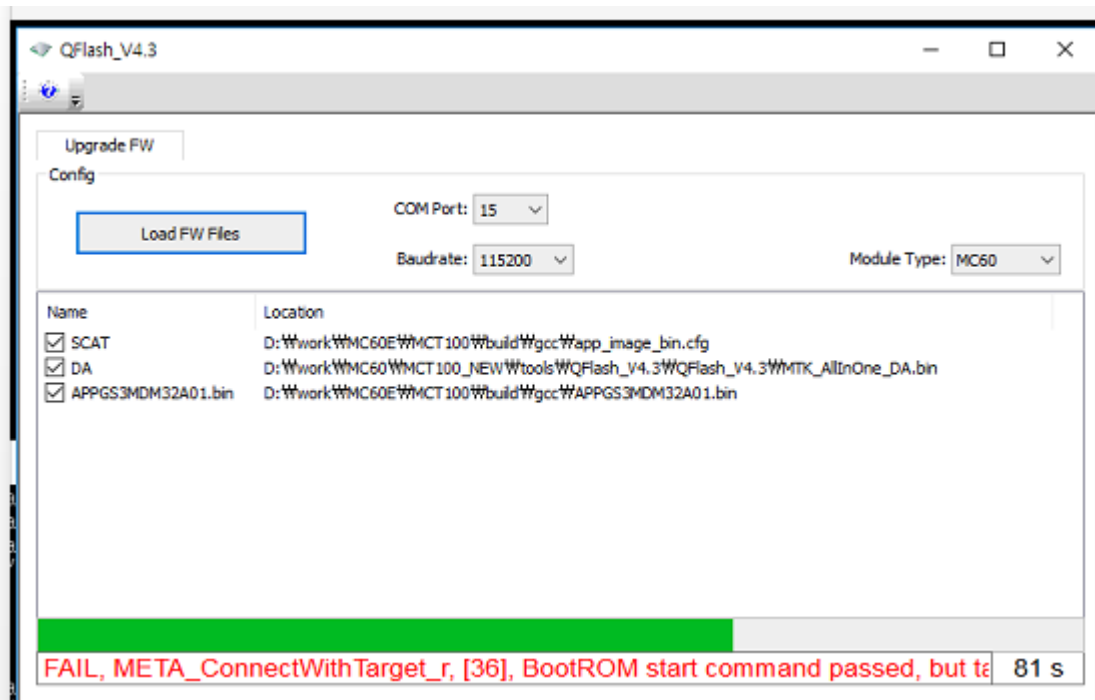 QFlash_V4.3
Upgrade FW
Config
Load FW Files
COM Port: 15
Baudrate: 115200
Module Type: MC60
Name Location
SCAT D:₩work₩MC60E₩MCT100₩build₩gcc₩app_image_bin.cfg
DA D:₩work₩MC60₩MCT100_NEW₩tools₩QFlash_V4.3₩QFlash_V4.3₩MTK_AllInOne_DA.bin
APPGS3MDM32A01.bin D:₩work₩MC60E₩MCT100₩build₩gcc₩APPGS3MDM32A01.bin
FAIL, META_ConnectWithTarget_r, [36], BootROM start command passed, but ta 81 s